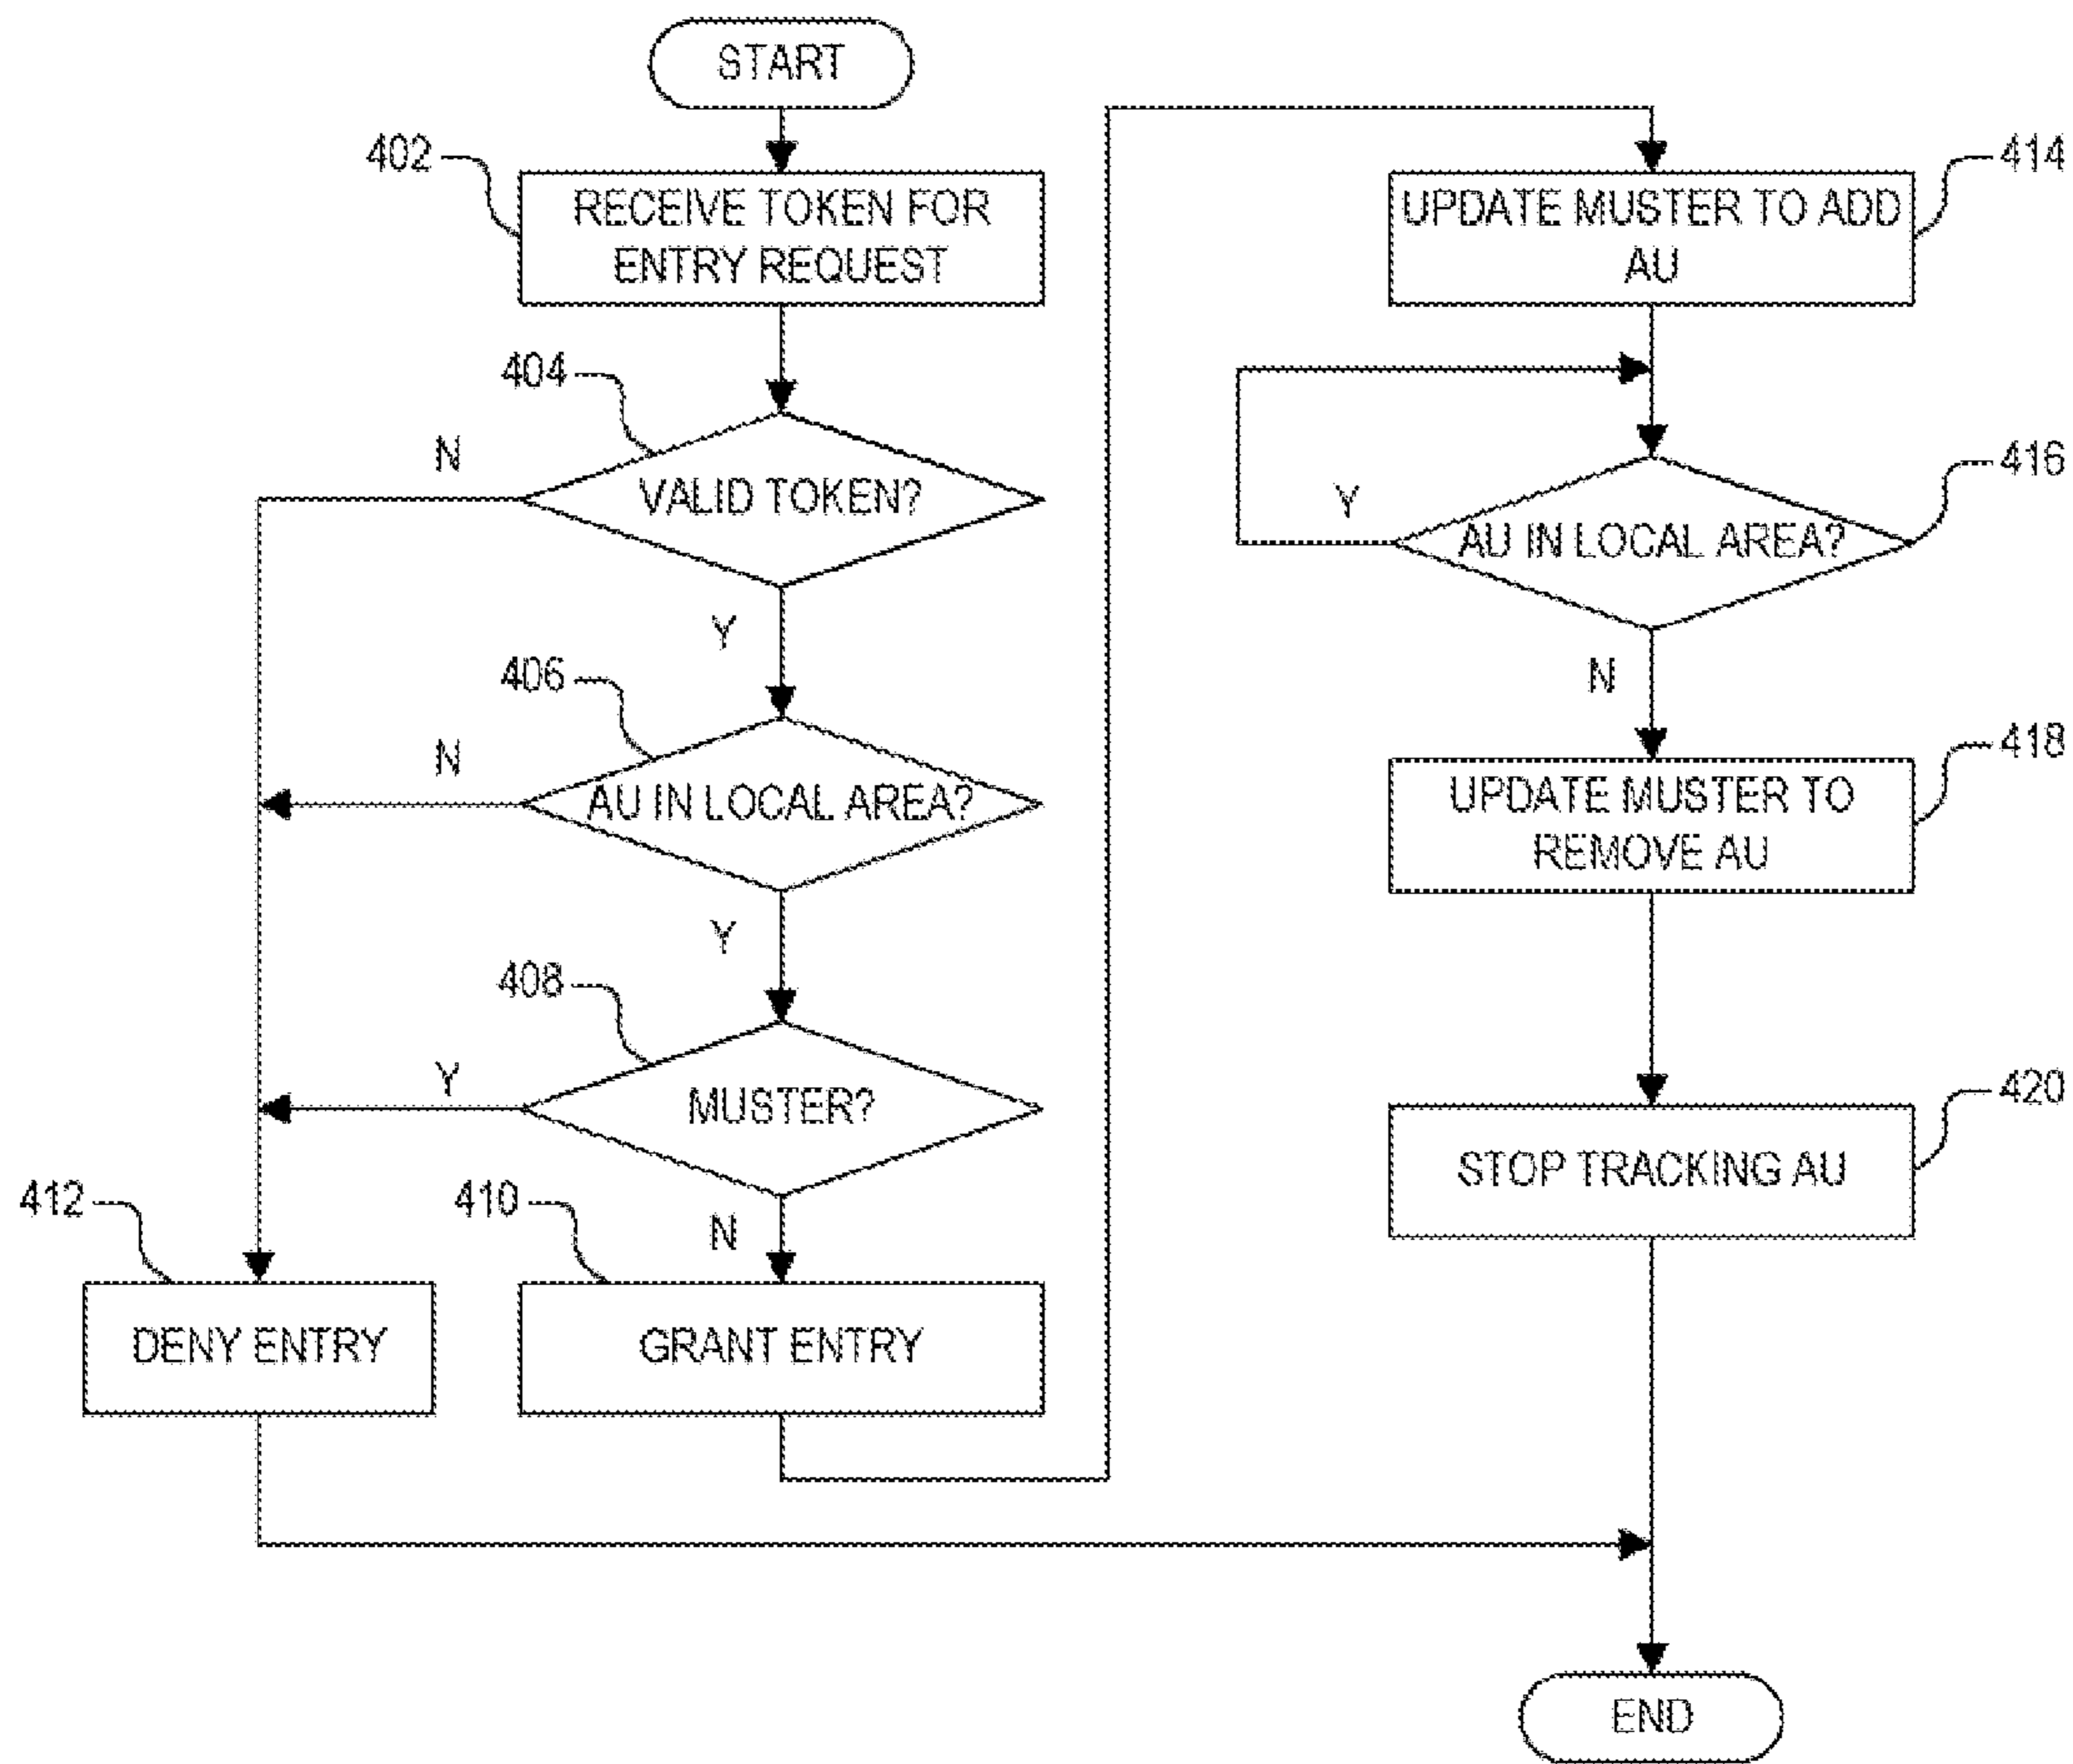 START
402
RECEIVE TOKEN FOR
ENTRY REQUEST
404
N
VALID TOKEN?
Y
406
N
AU IN LOCAL AREA?
Y
408
Y
MUSTER?
N
412
DENY ENTRY
410
GRANT ENTRY
414
UPDATE MUSTER TO ADD
AU
416
Y
AU IN LOCAL AREA?
N
418
UPDATE MUSTER TO
REMOVE AU
420
STOP TRACKING AU
END